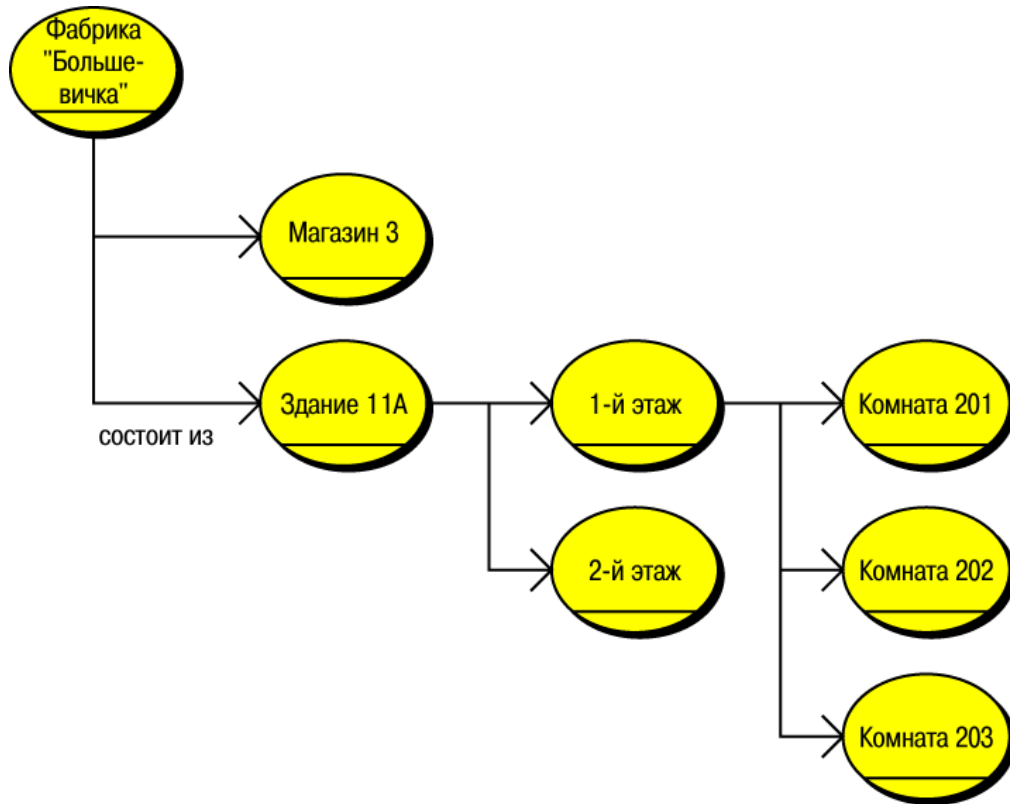 Фабрика
"Больше-
вичка"
Магазин 3
Здание 11А
1-й этаж
Комната 201
состоит из
2-й этаж
Комната 202
Комната 203